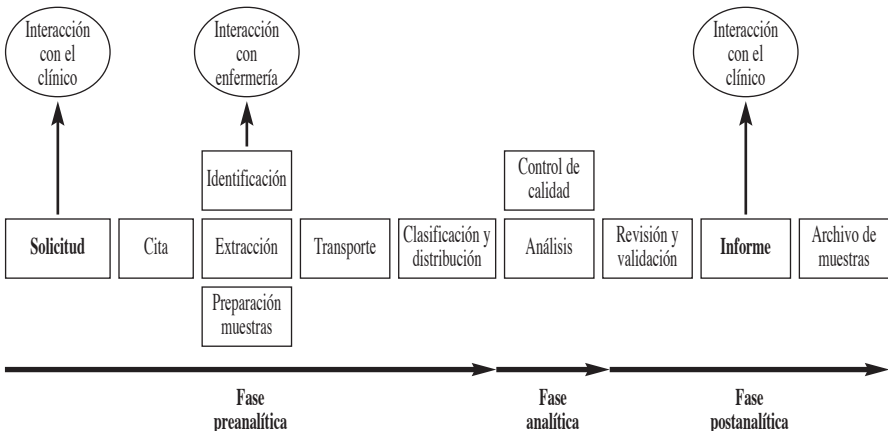 Interacción
con el
clínico
Interacción
con
enfermería
Interacción
con el
clínico
Identificación
Control de
calidad
Solicitud
Cita
Extracción
Transporte
Clasificación y
distribución
Análisis
Revisión y
validación
Informe
Archivo de
muestras
Preparación
muestras
Fase
preanalítica
Fase
analítica
Fase
postanalítica